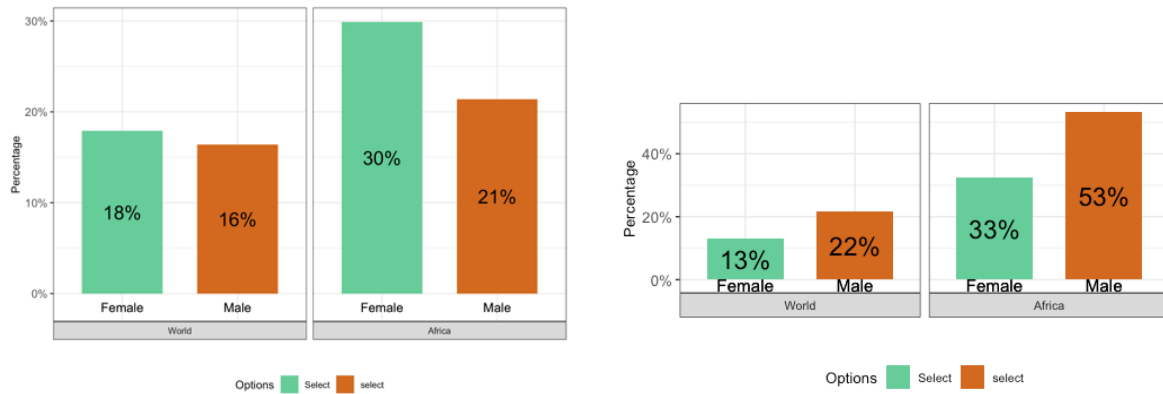 30%
20%
10%
0%
Percentage
18%
16%
30%
21%
Female Male Female Male
World Africa
Options Select select
40%
20%
0%
Percentage
13%
22%
33%
53%
Female Male Female Male
World Africa
Options Select select